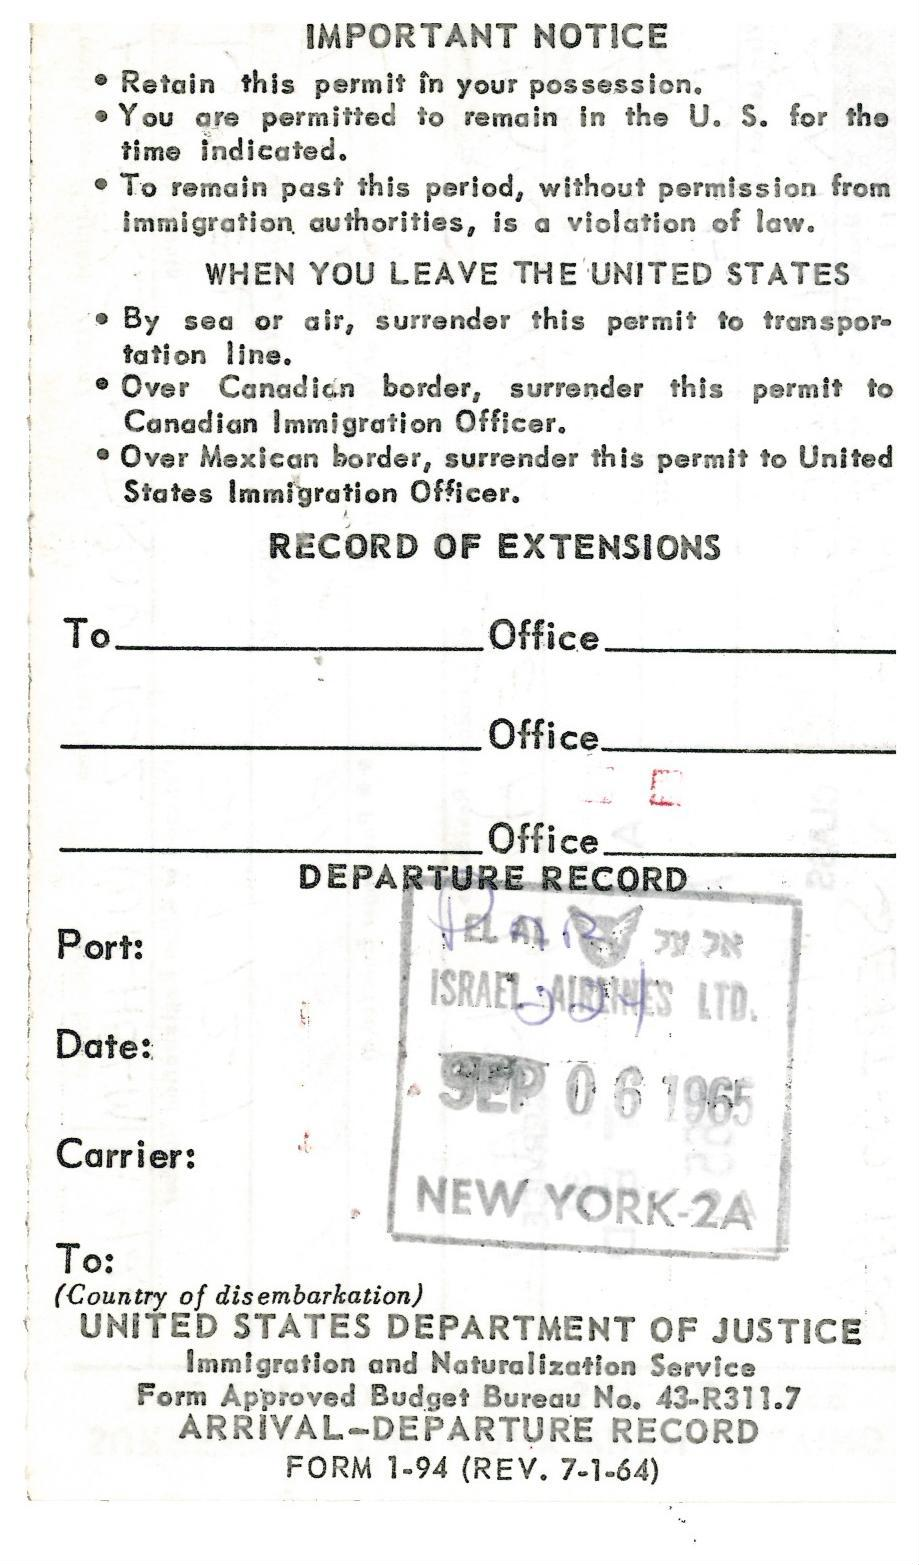 IMPORTANT NOTICE
• Retain this permit in your possession.
• You are permitted to remain in the U. S. for the
time indicated.
• To remain past this period, without permission from
immigration authorities, is a violation of law.
WHEN YOU LEAVE THE UNITED STATES
• By sea or air, surrender this permit to transpor-
tation line.
• Over Canadian border, surrender this permit to
Canadian Immigration Officer.
• Over Mexican border, surrender this permit to United
States Immigration Officer.
RECORD OF EXTENSIONS
To Office
Office
Office
DEPARTURE RECORD
Port:
EL AL אל על
ISRAEL AIRLINES LTD.
Date:
SEP 06 1965
Carrier:
NEW YORK-2A
To:
(Country of disembarkation)
UNITED STATES DEPARTMENT OF JUSTICE
Immigration and Naturalization Service
Form Approved Budget Bureau No. 43-R311.7
ARRIVAL-DEPARTURE RECORD
FORM I-94 (REV. 7-1-64)